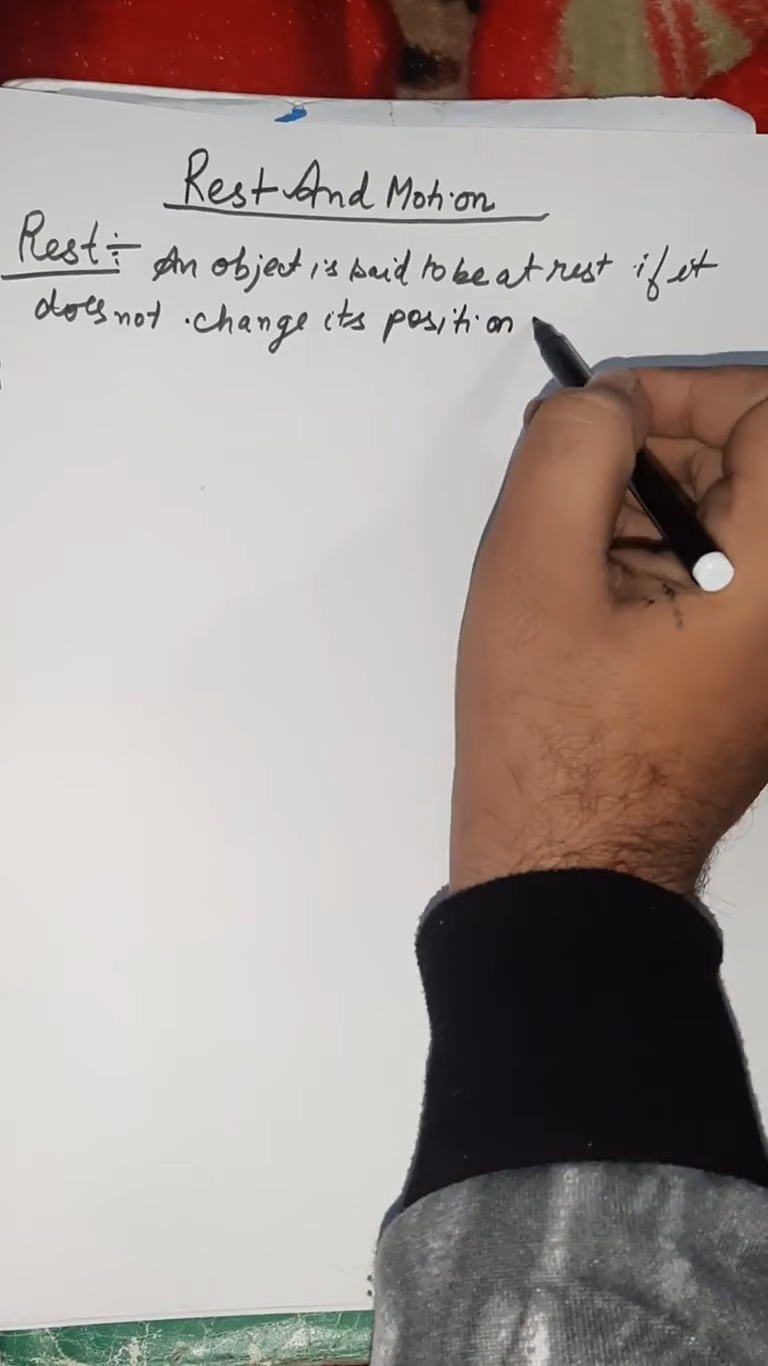 Rest And Motion
Rest ÷ An object is said to be at rest if it
does not change its position